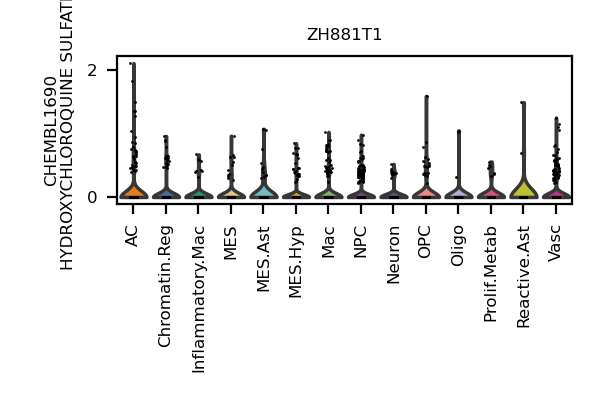 ZH881T1
CHEMBL1690
HYDROXYCHLOROQUINE SULFAT
2
0
AC
Chromatin.Reg
Inflammatory.Mac
MES
MES.Ast
MES.Hyp
Mac
NPC
Neuron
OPC
Oligo
Prolif.Metab
Reactive.Ast
Vasc